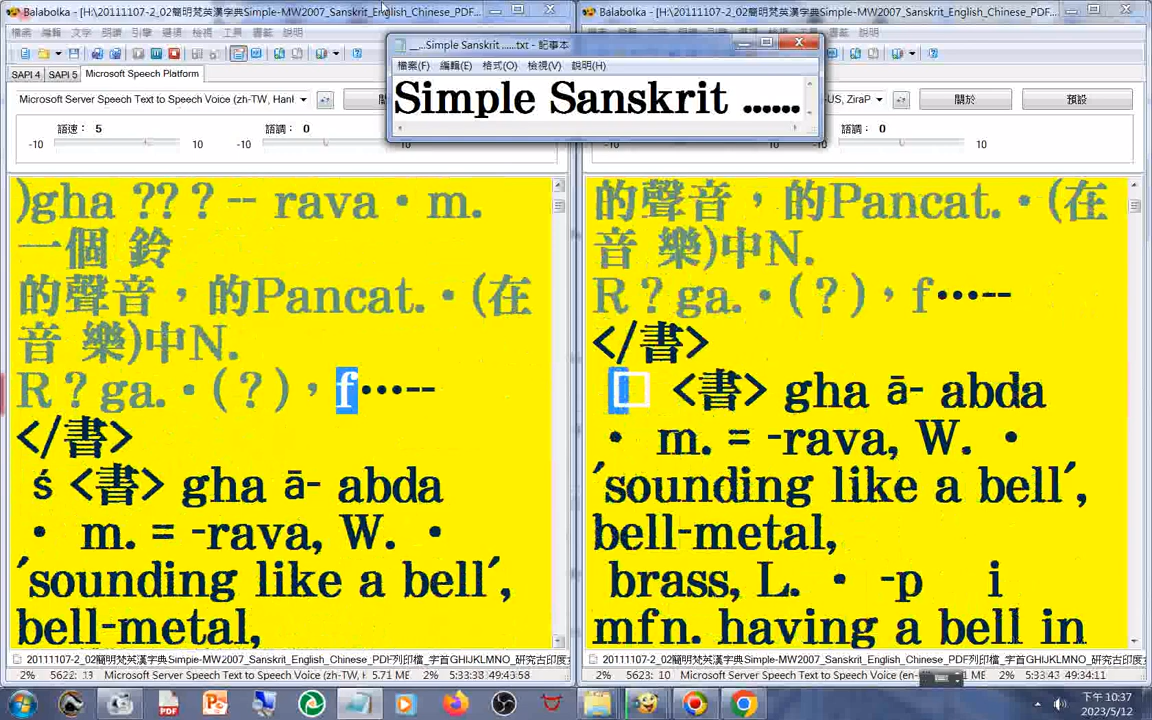 Balabolka - [H:\20111107-2_02簡明梵英漢字典Simple-MW2007_Sanskrit_English_Chinese_PDF...
檔案 編輯 文字 朗讀 引擎 選項 工具 書籤 說明
SAPI 4 SAPI 5 Microsoft Speech Platform
Microsoft Server Speech Text to Speech Voice (zh-TW, HanH
語速： 5 語調： 0
-10 10 -10
)gha ??？-- rava • m.
一個 鈴
的聲音，的Pancat.•(在
音 樂)中N.
R？ga.•(？)，f•••--
</書>
ś <書> gha ā- abda
• m. = -rava, W. •
'sounding like a bell',
bell-metal,
20111107-2_02簡明梵英漢字典Simple-MW2007_Sanskrit_English_Chinese_PDF列印檔_字首GHIJKLMNO_研究古印度
2% 5622: 13 Microsoft Server Speech Text to Speech Voice (zh-TW, H 5.71 MB 2% 5:33:38 49:43:58
__...Simple Sanskrit ......txt - 記事本
檔案(F) 編輯(E) 格式(O) 檢視(V) 說明(H)
Simple Sanskrit ......
Balabolka - [H:\20111107-2_02簡明梵英漢字典Simple-MW2007_Sanskrit_English_Chinese_PDF...
-US, ZiraP 關於 預設
語調： 0
10
的聲音，的Pancat.•(在
音 樂)中N.
R？ga.•(？)，f•••--
</書>
<書> gha ā- abda
• m. = -rava, W. •
'sounding like a bell',
bell-metal,
brass, L. • -p i
mfn. having a bell in
20111107-2_02簡明梵英漢字典Simple-MW2007_Sanskrit_English_Chinese_PDF列印檔_字首GHIJKLMNO_研究古印度
2% 5623: 10 Microsoft Server Speech Text to Speech Voice (en-US, 5.71 MB 2% 5:33:38 49:34:11
下午 10:37
2023/5/12